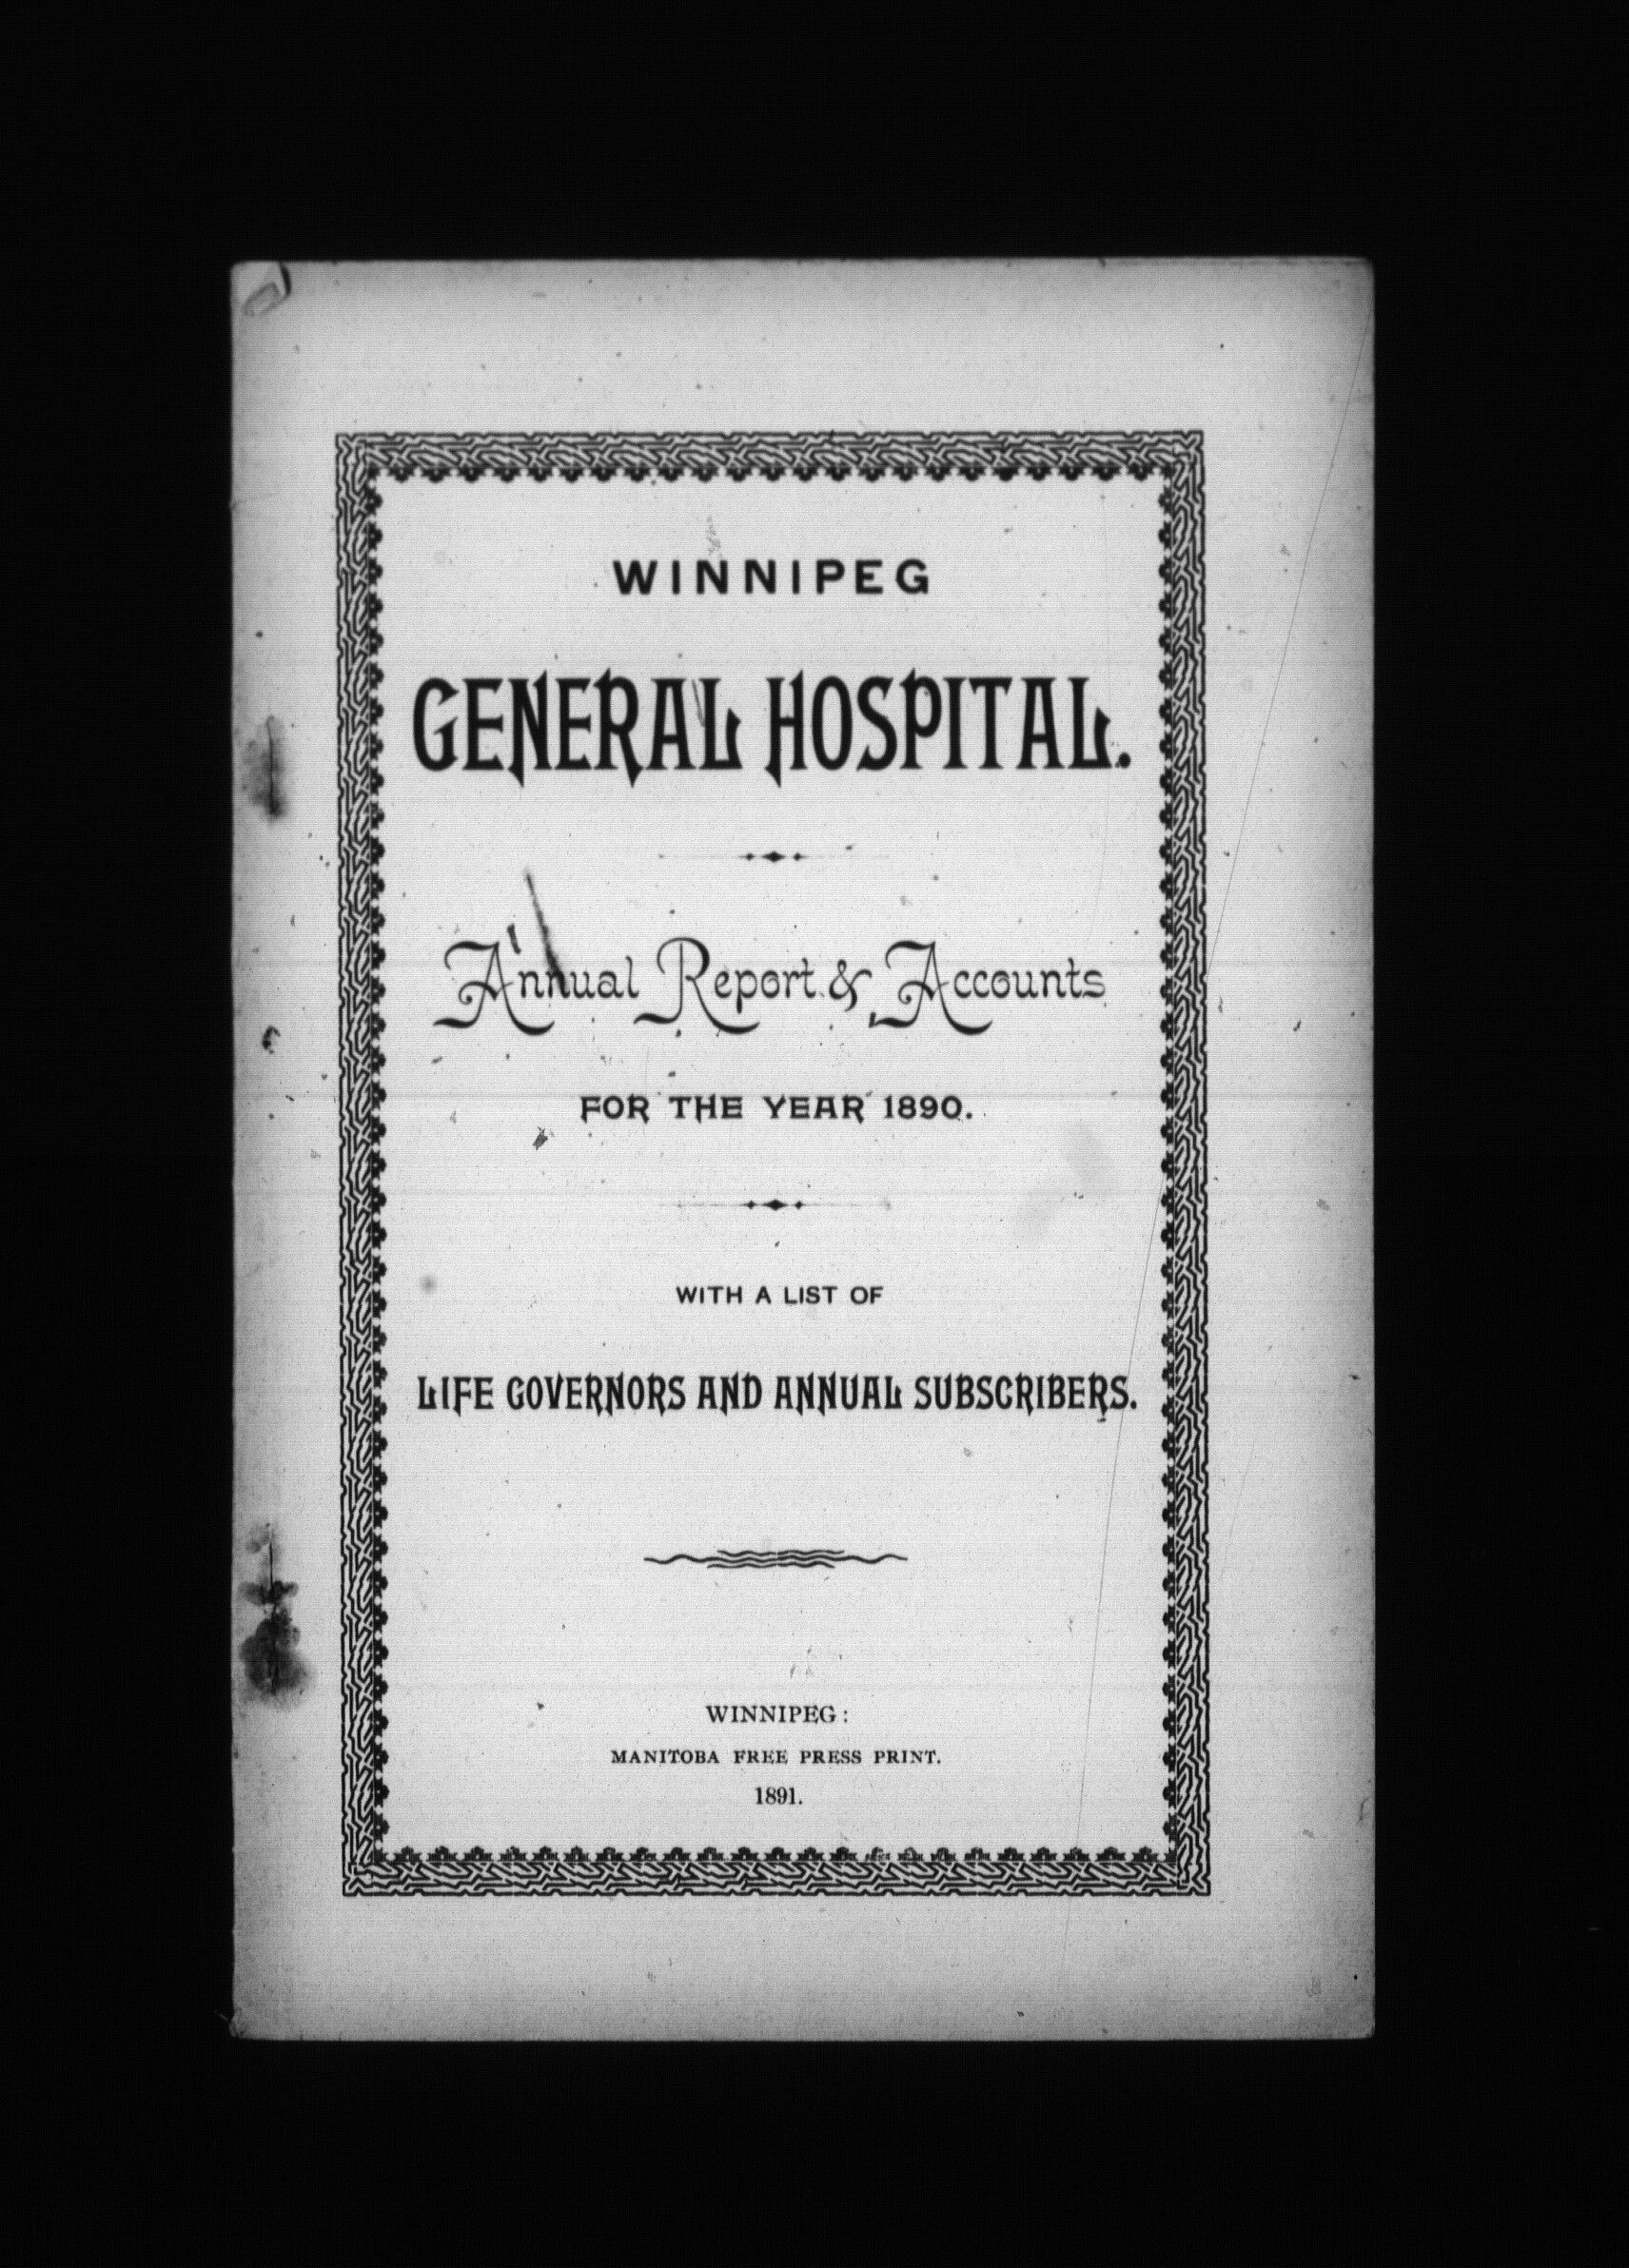 WINNIPEG
GENERAL HOSPITAL.
Annual Report & Accounts
FOR THE YEAR 1890.
WITH A LIST OF
LIFE GOVERNORS AND ANNUAL SUBSCRIBERS.
WINNIPEG:
MANITOBA FREE PRESS PRINT.
1891.